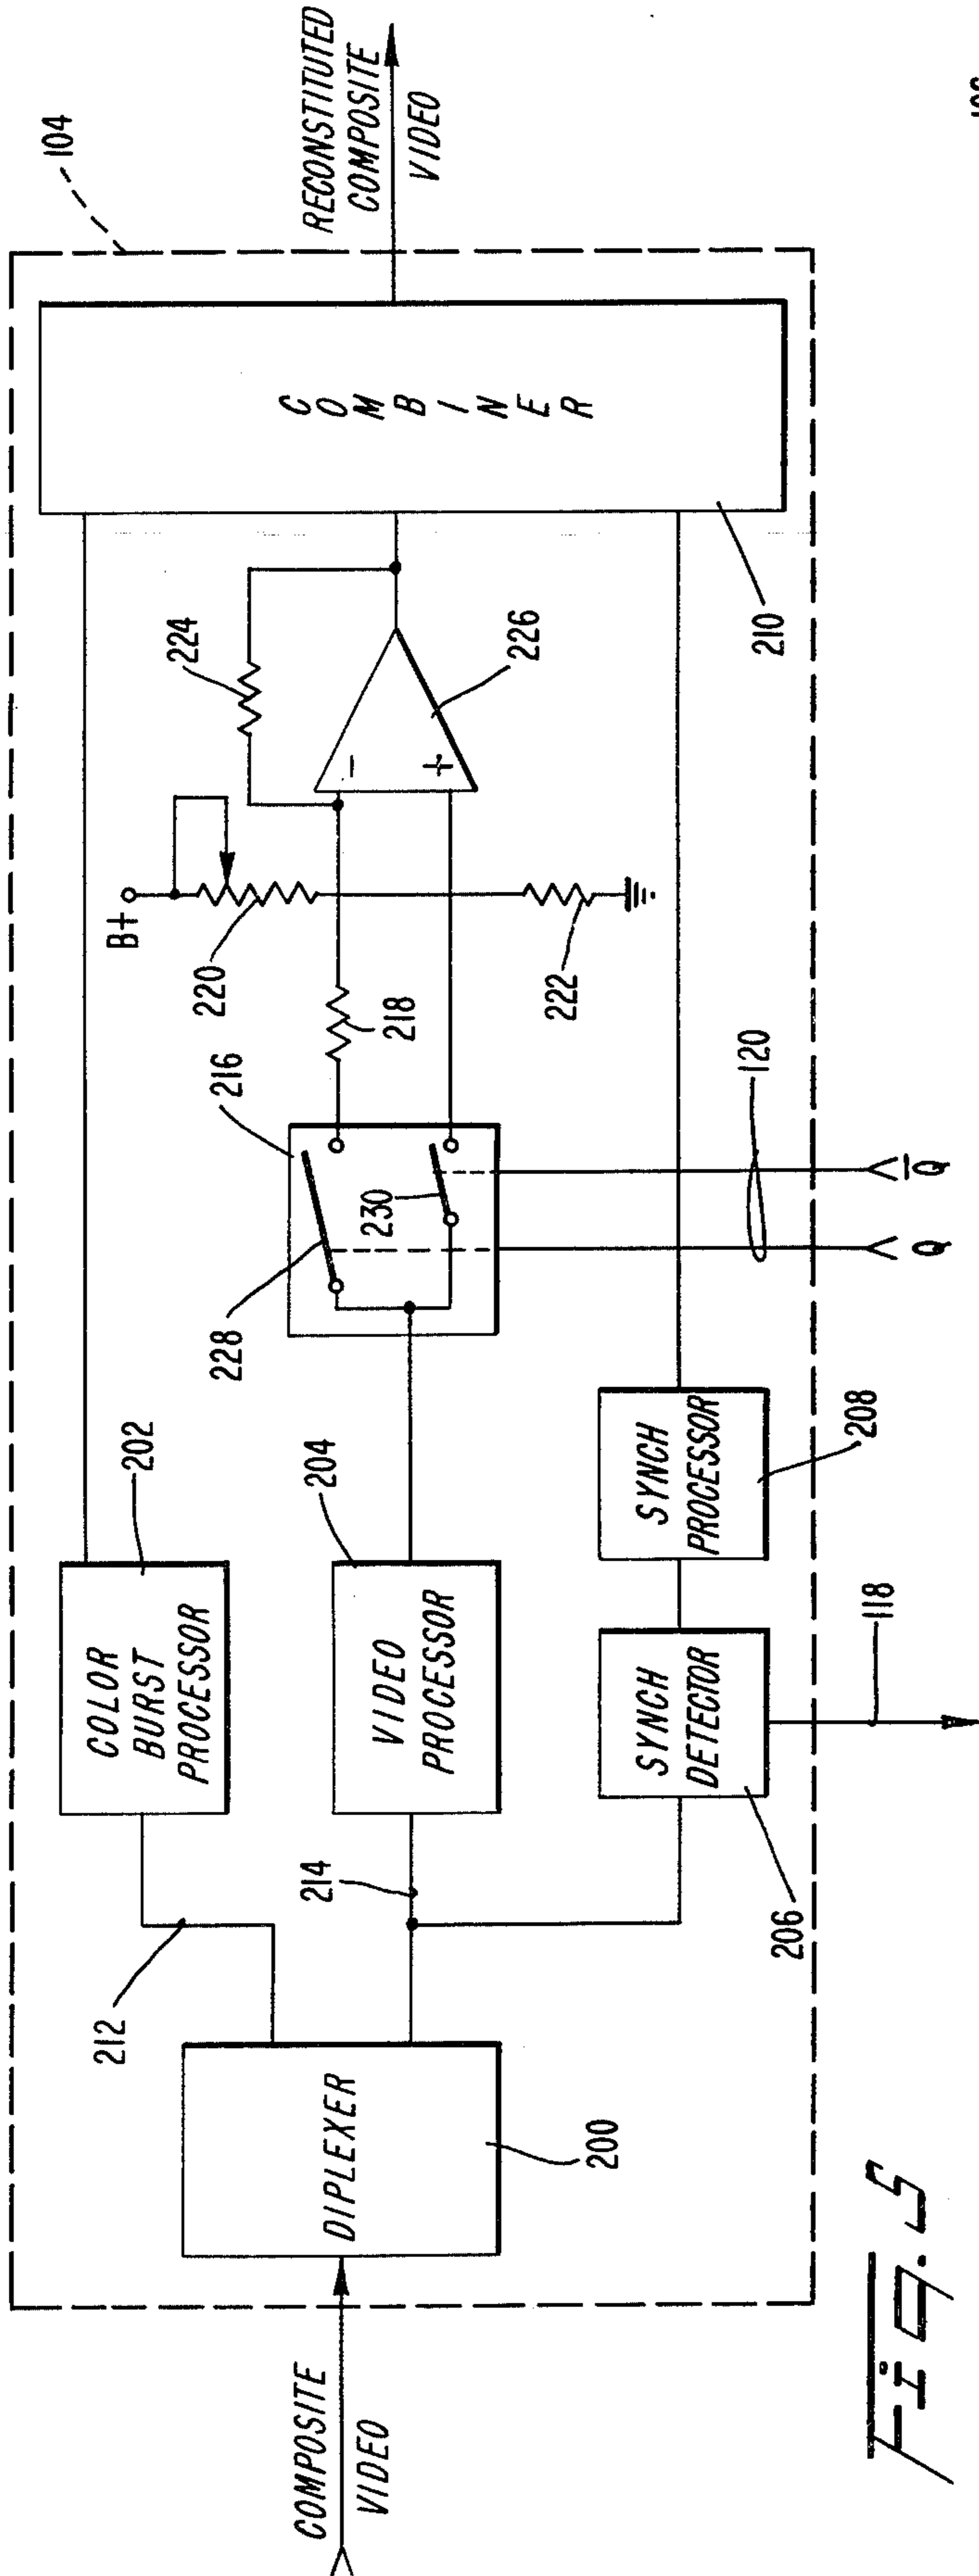 COMPOSITE
VIDEO
DIPLEXER
200
212
214
COLOR
BURST
PROCESSOR
202
VIDEO
PROCESSOR
204
SYNCH
DETECTOR
206
118
SYNCH
PROCESSOR
208
228
230
216
Q
Q̅
120
218
B+
220
222
224
−
+
226
COMBINER
210
104
RECONSTITUTED
COMPOSITE
VIDEO
Fig. 5